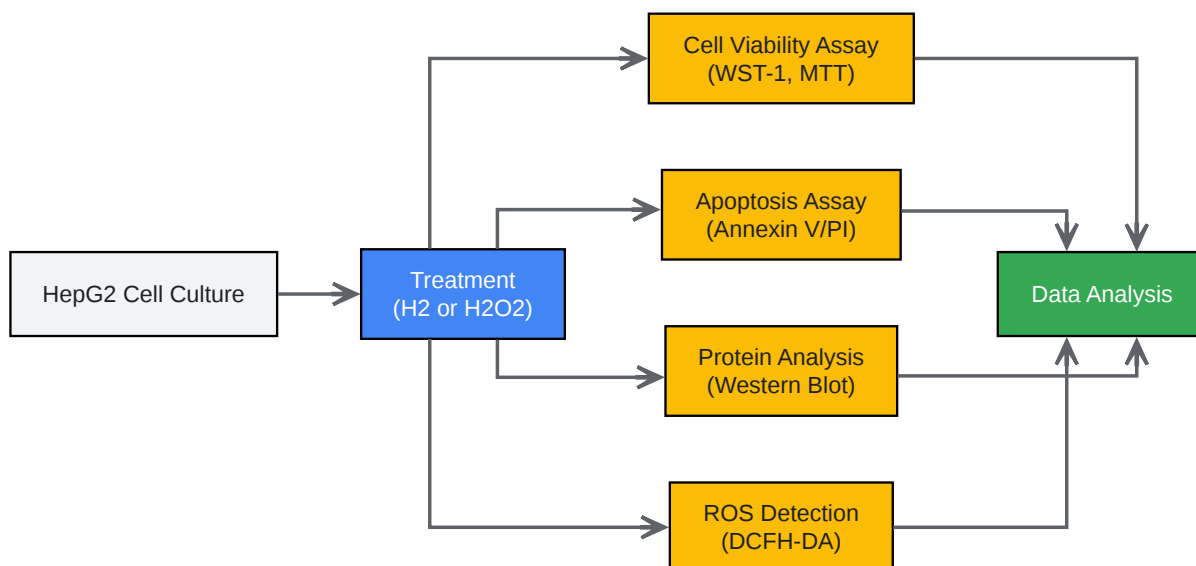 HepG2 Cell Culture
Treatment
(H2 or H2O2)
Cell Viability Assay
(WST-1, MTT)
Apoptosis Assay
(Annexin V/PI)
Protein Analysis
(Western Blot)
ROS Detection
(DCFH-DA)
Data Analysis